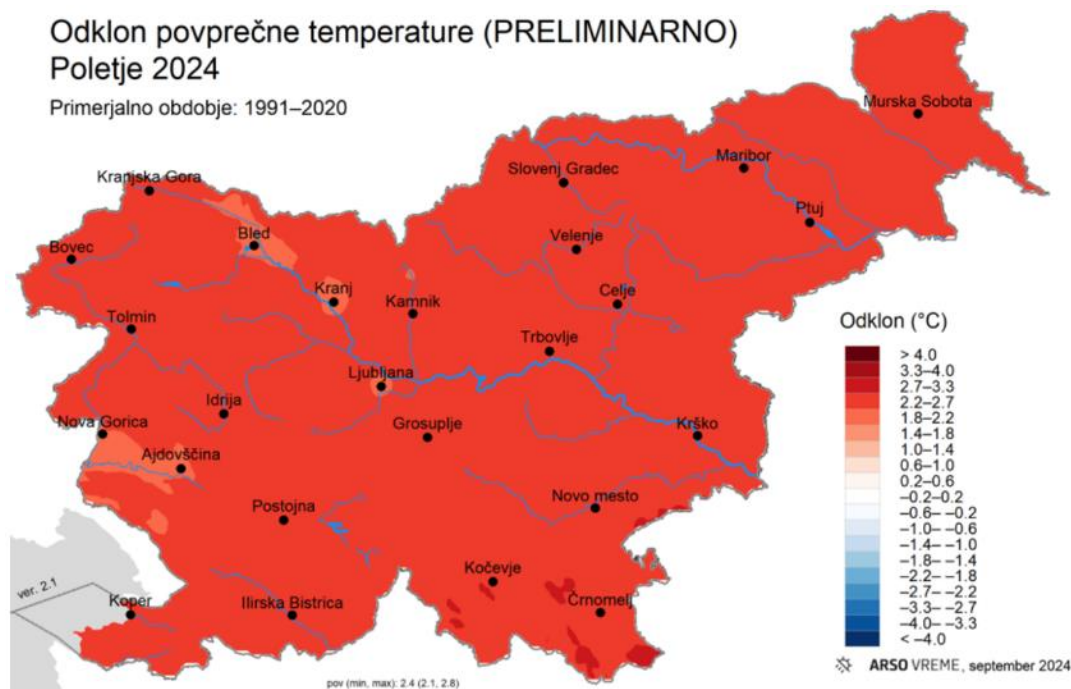 Odklon povprečne temperature (PRELIMINARNO)
Poletje 2024
Primerjalno obdobje: 1991–2020
Murska Sobota
Maribor
Slovenj Gradec
Kranjska Gora
Ptuj
Bled
Velenje
Bovec
Kranj
Kamnik
Celje
Tolmin
Trbovlje
Ljubljana
Idrija
Nova Gorica
Grosuplje
Krško
Ajdovščina
Postojna
Novo mesto
Kočevje
Koper
Ilirska Bistrica
Črnomelj
ver. 2.1
Odklon (°C)
> 4.0
3.3–4.0
2.7–3.3
2.2–2.7
1.8–2.2
1.4–1.8
1.0–1.4
0.6–1.0
0.2–0.6
–0.2–0.2
–0.6– –0.2
–1.0– –0.6
–1.4– –1.0
–1.8– –1.4
–2.2– –1.8
–2.7– –2.2
–3.3– –2.7
–4.0– –3.3
< –4.0
ARSO VREME, september 2024
pov (min, max): 2.4 (2.1, 2.8)